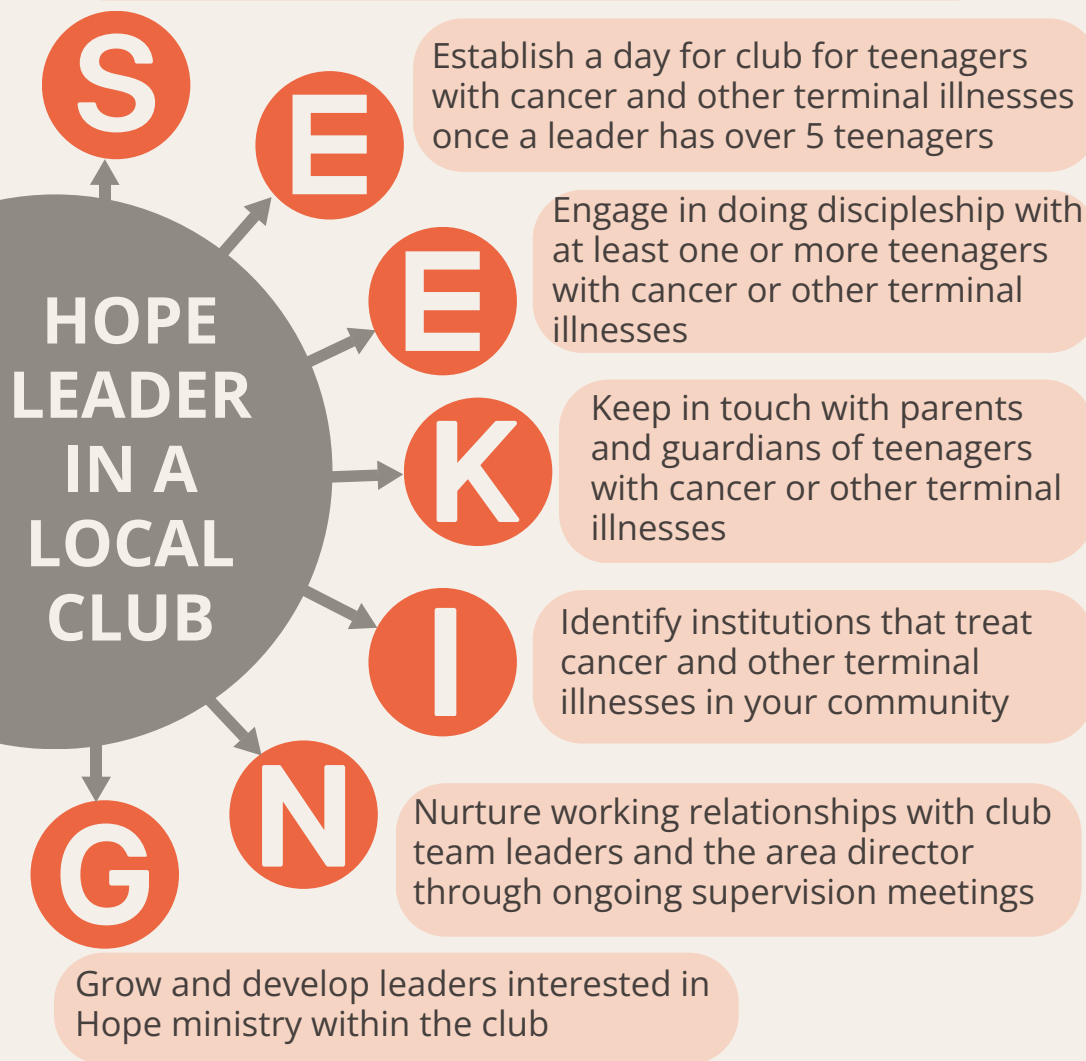 S
E
Establish a day for club for teenagers
with cancer and other terminal illnesses
once a leader has over 5 teenagers
E
Engage in doing discipleship with
at least one or more teenagers
with cancer or other terminal
illnesses
HOPE
LEADER
IN A
LOCAL
CLUB
K
Keep in touch with parents
and guardians of teenagers
with cancer or other terminal
illnesses
I
Identify institutions that treat
cancer and other terminal
illnesses in your community
N
Nurture working relationships with club
team leaders and the area director
through ongoing supervision meetings
G
Grow and develop leaders interested in
Hope ministry within the club